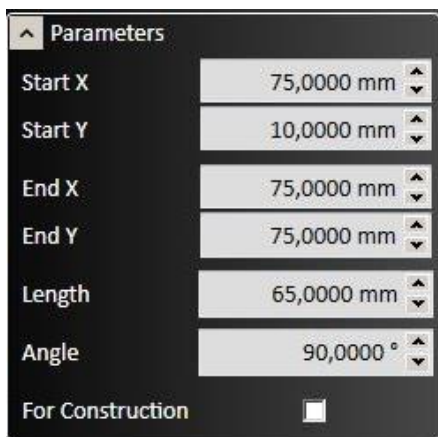 Parameters
Start X 75,0000 mm
Start Y 10,0000 mm
End X 75,0000 mm
End Y 75,0000 mm
Length 65,0000 mm
Angle 90,0000 °
For Construction